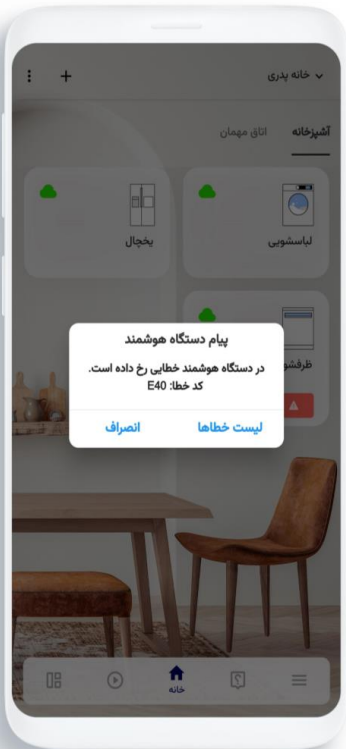 خانه پدری
آشپزخانه
اتاق مهمان
لباسشویی
یخچال
ظرفشو
پیام دستگاه هوشمند
در دستگاه هوشمند خطایی رخ داده است.
کد خطا: E40
لیست خطاها
انصراف
خانه